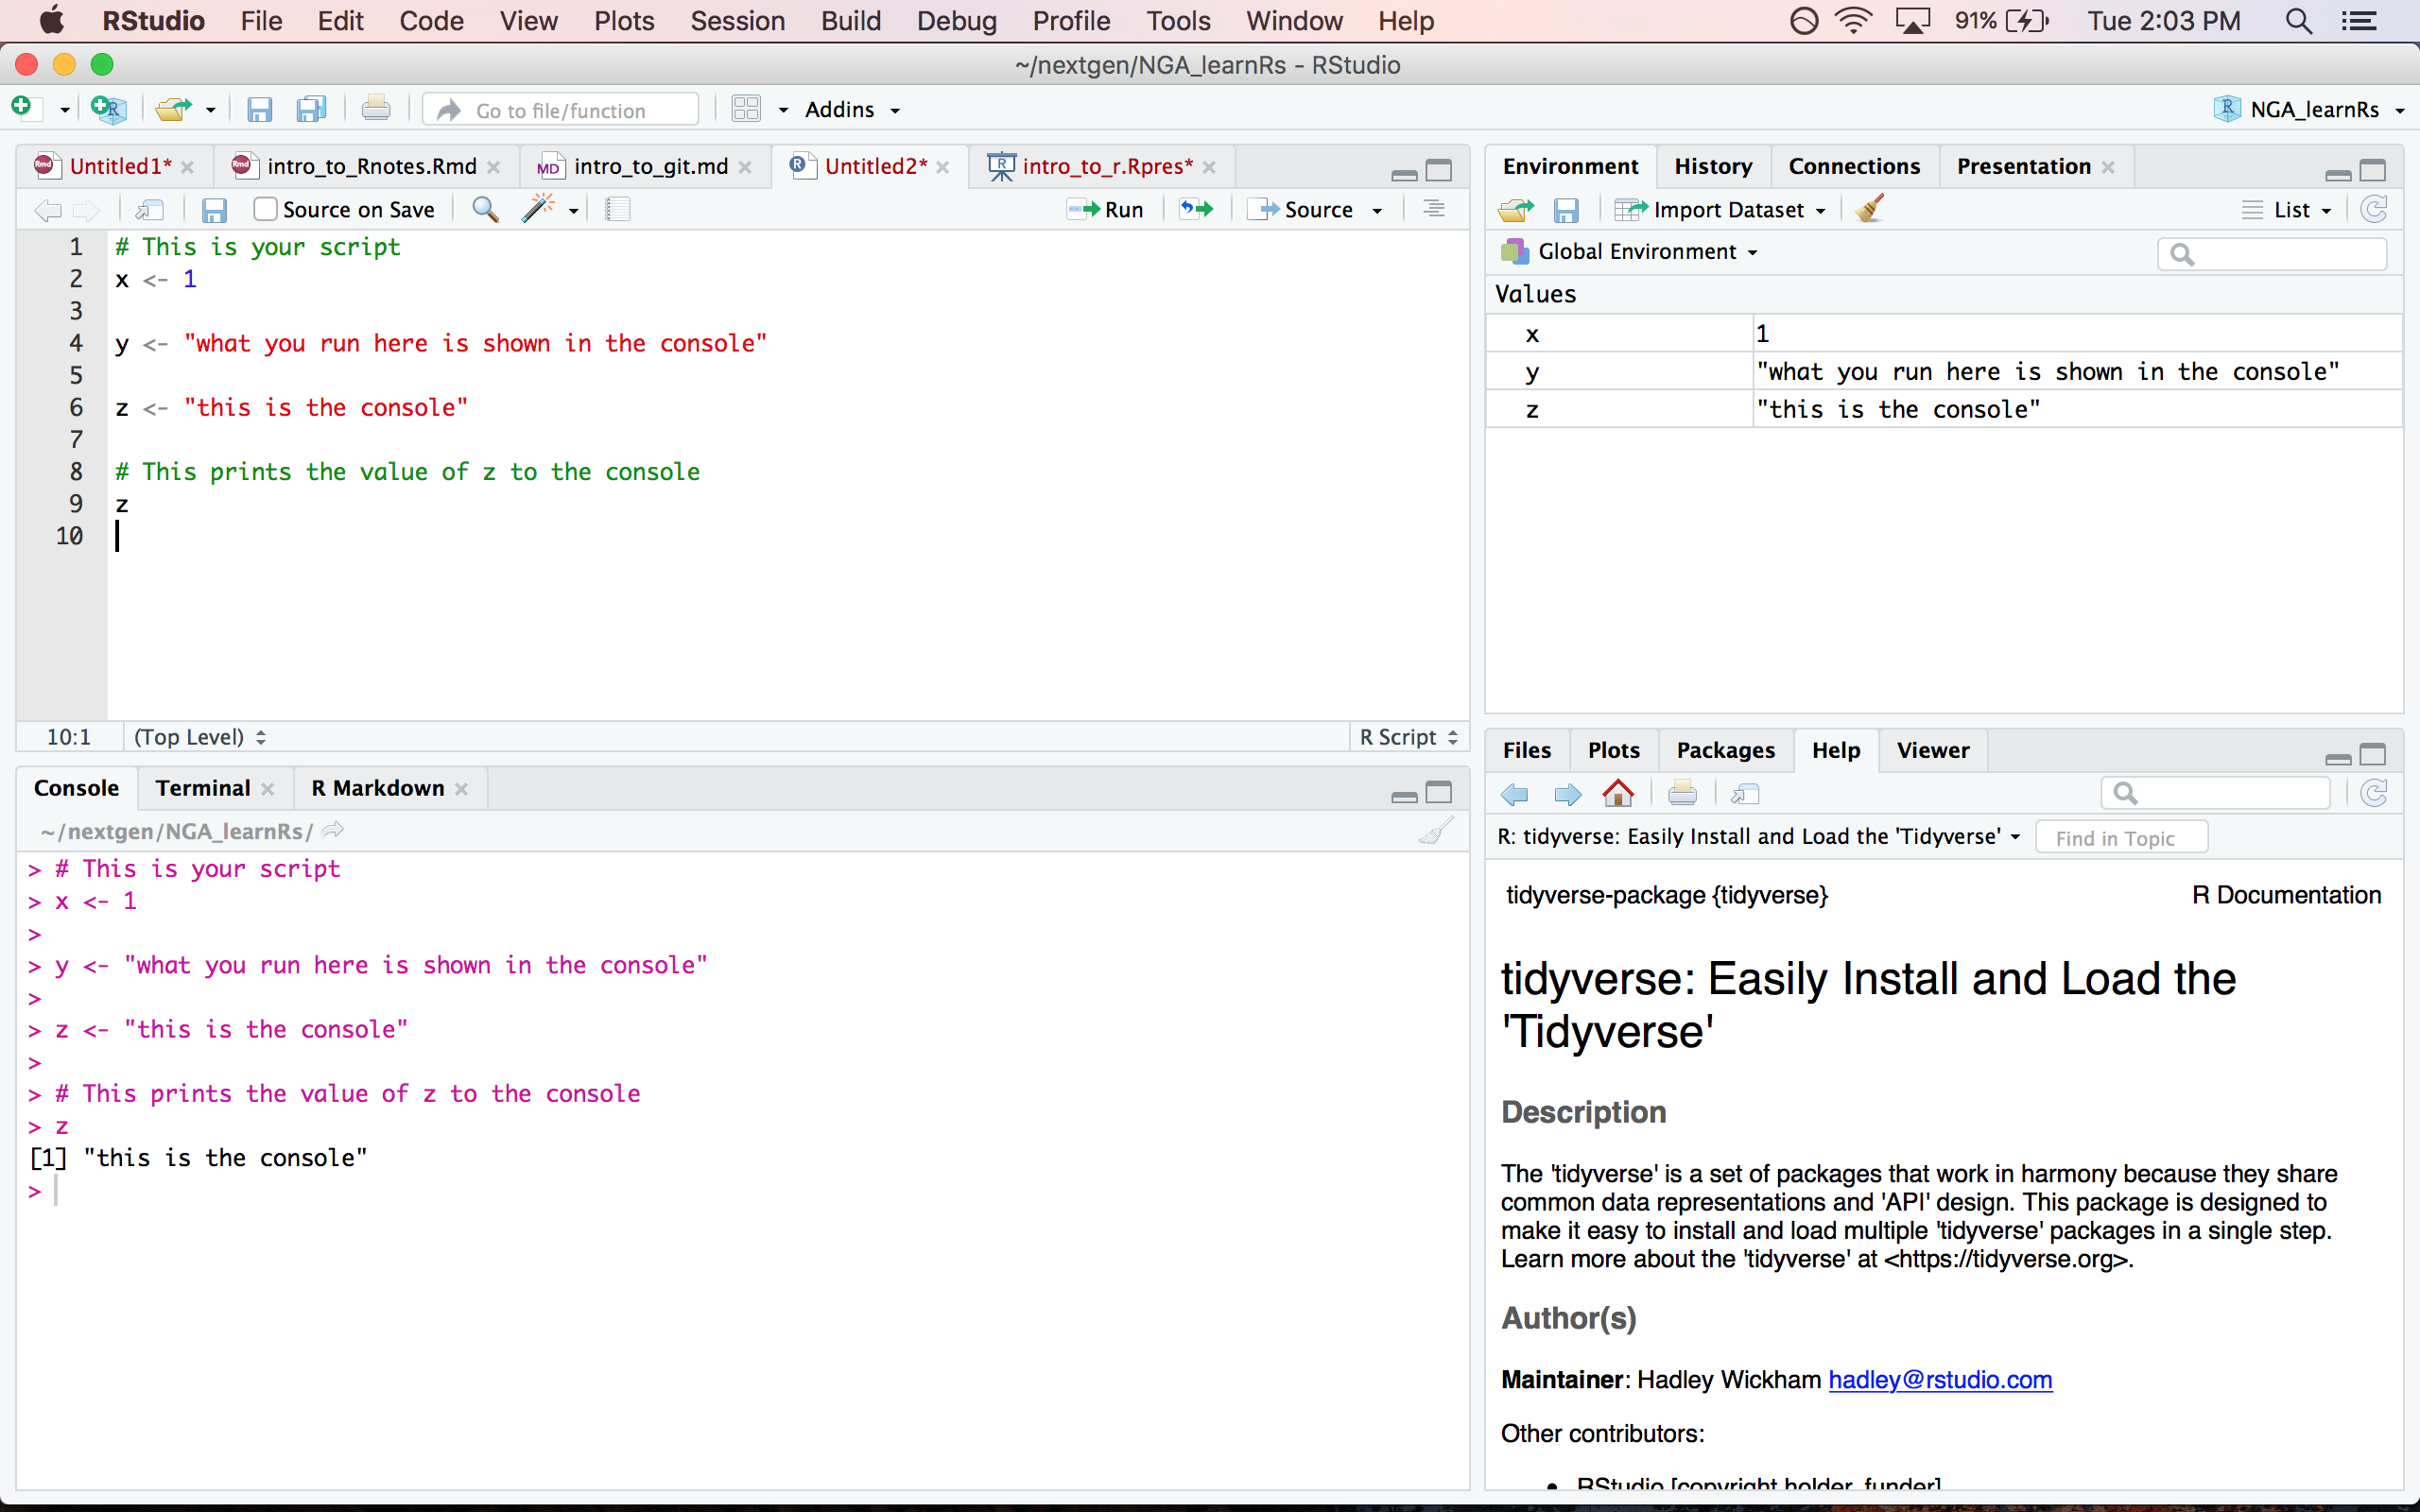 RStudio File Edit Code View Plots Session Build Debug Profile Tools Window Help 91% Tue 2:03 PM
~/nextgen/NGA_learnRs - RStudio
Go to file/function Addins NGA_learnRs
Untitled1* intro_to_Rnotes.Rmd intro_to_git.md Untitled2* intro_to_r.Rpres*
Source on Save Run Source
1 # This is your script
2 x <- 1
3
4 y <- "what you run here is shown in the console"
5
6 z <- "this is the console"
7
8 # This prints the value of z to the console
9 z
10
10:1 (Top Level) R Script
Console Terminal R Markdown
~/nextgen/NGA_learnRs/
> # This is your script
> x <- 1
>
> y <- "what you run here is shown in the console"
>
> z <- "this is the console"
>
> # This prints the value of z to the console
> z
[1] "this is the console"
>
Environment History Connections Presentation
Import Dataset List
Global Environment
Values
x 1
y "what you run here is shown in the console"
z "this is the console"
Files Plots Packages Help Viewer
R: tidyverse: Easily Install and Load the 'Tidyverse' Find in Topic
tidyverse-package {tidyverse} R Documentation
tidyverse: Easily Install and Load the
'Tidyverse'
Description
The 'tidyverse' is a set of packages that work in harmony because they share
common data representations and 'API' design. This package is designed to
make it easy to install and load multiple 'tidyverse' packages in a single step.
Learn more about the 'tidyverse' at <https://tidyverse.org>.
Author(s)
Maintainer: Hadley Wickham hadley@rstudio.com
Other contributors:
• RStudio [copyright holder, funder]